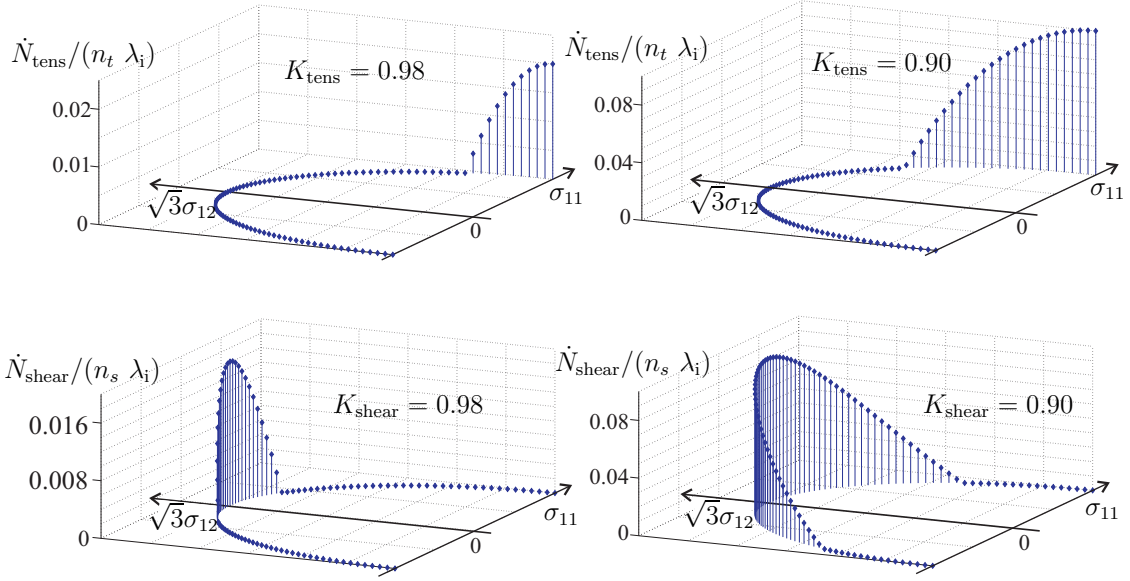 Ṅtens/(nt λi)
Ktens = 0.98
0.02
0.01
0
√3σ12
0
σ11
Ṅtens/(nt λi)
Ktens = 0.90
0.08
0.04
0
√3σ12
0
σ11
Ṅshear/(ns λi)
Kshear = 0.98
0.016
0.008
0
√3σ12
0
σ11
Ṅshear/(ns λi)
Kshear = 0.90
0.08
0.04
0
√3σ12
0
σ11